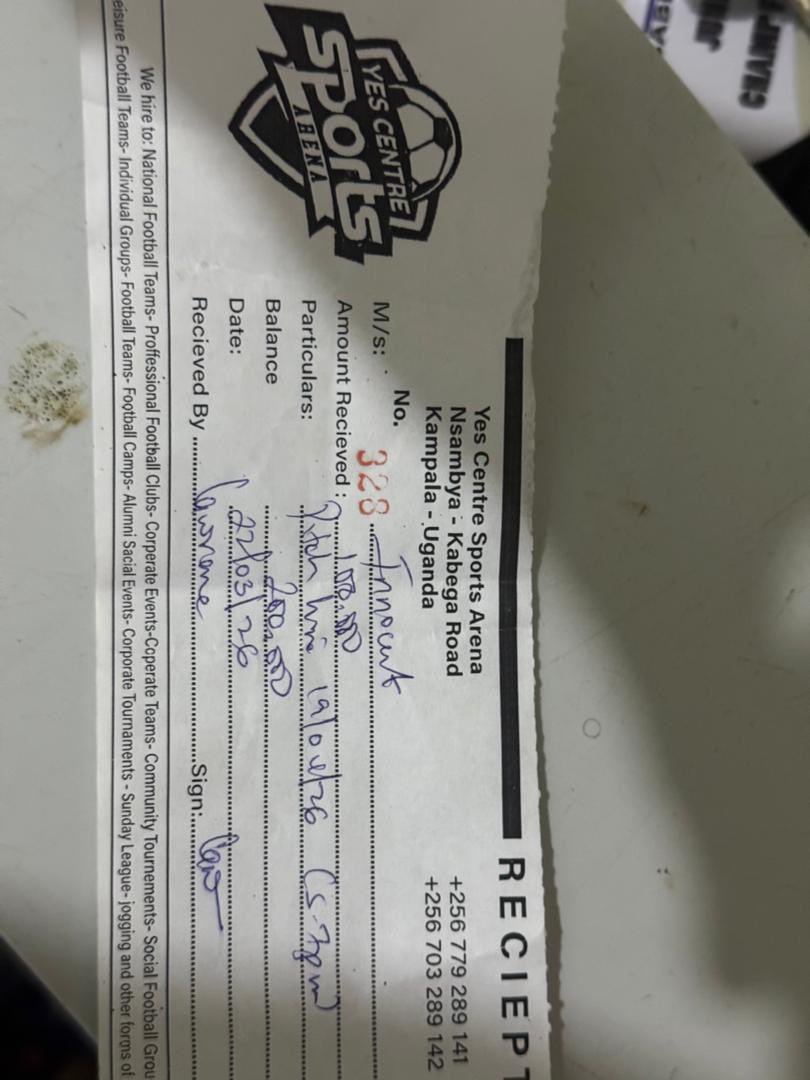 YES CENTRE
sports
ARENA
RECIEPT
Yes Centre Sports Arena
Nsambya - Kabega Road
Kampala - Uganda
+256 779 289 141
+256 703 289 142
No. 328
M/s: Innocent
Amount Recieved: 100.000
Particulars: Pitch hire 19/04/26 (5-7pm)
Balance 200.000
Date: 22/03/26
Recieved By Lawrence Sign:
We hire to: National Football Teams- Proffessional Football Clubs- Corperate Events-Coperate Teams- Community Tournements- Social Football Grou
eisure Football Teams- Individual Groups- Football Teams- Football Camps- Alumni Sacial Events- Corporate Tournaments - Sunday League- jogging and other forms of